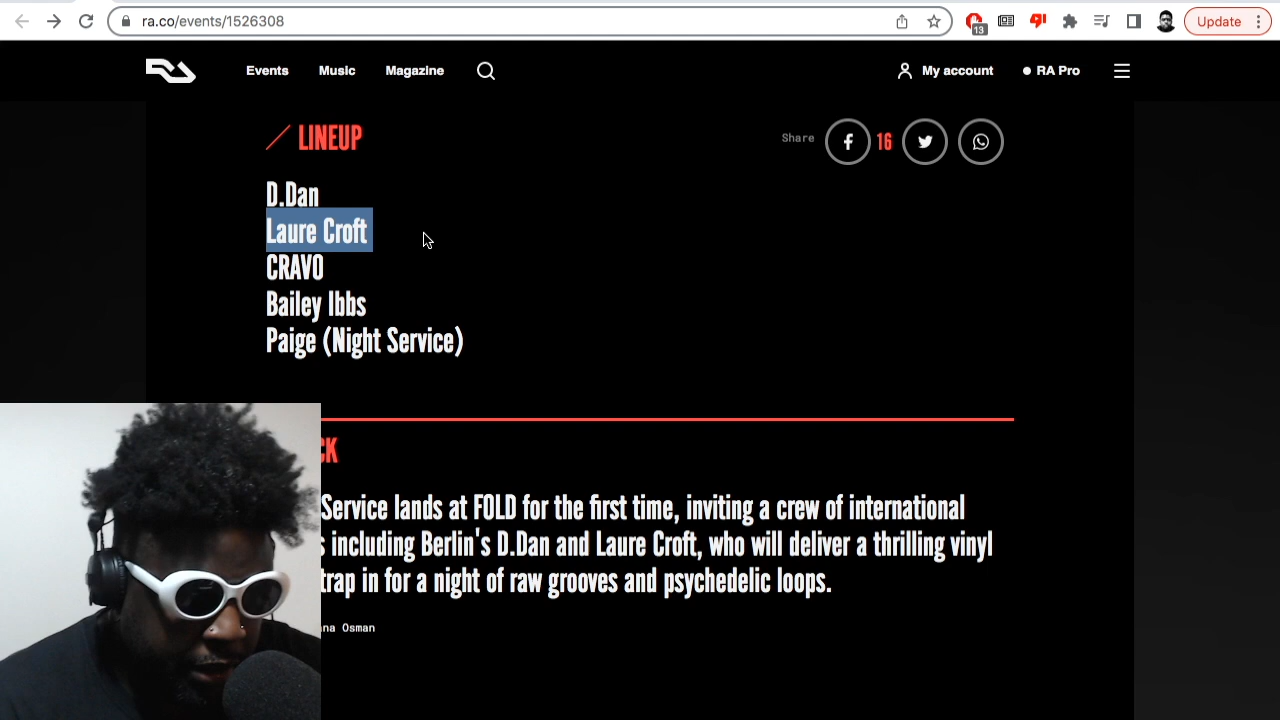 ra.co/events/1526308
13
Update
Events
Music
Magazine
My account
RA Pro
LINEUP
Share
16
D.Dan
Laure Croft
CRAVO
Bailey Ibbs
Paige (Night Service)
CK
Service lands at FOLD for the first time, inviting a crew of international
s including Berlin's D.Dan and Laure Croft, who will deliver a thrilling vinyl
trap in for a night of raw grooves and psychedelic loops.
na Osman